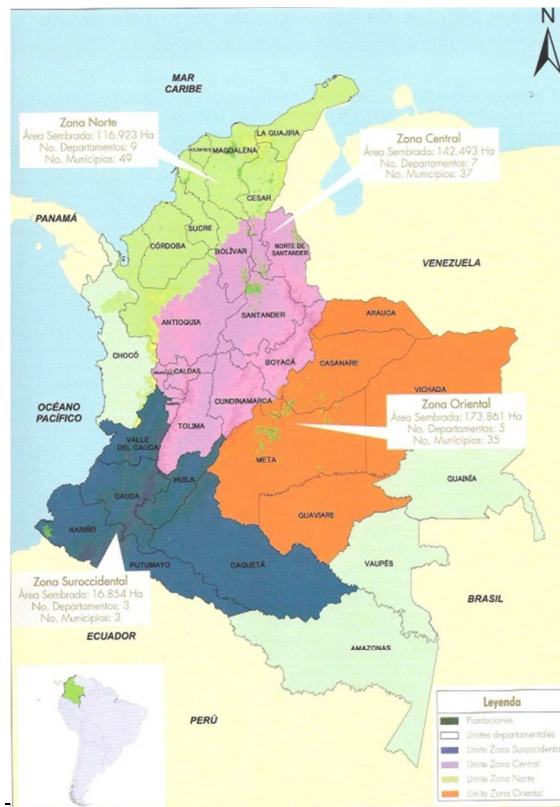 N
MAR
CARIBE
Zona Norte
Área Sembrada: 116.923 Ha
No. Departamentos: 9
No. Municipios: 49
LA GUAJIRA
MAGDALENA
CESAR
Zona Central
Área Sembrada: 142.493 Ha
No. Departamentos: 7
No. Municipios: 37
PANAMÁ
SUCRE
CÓRDOBA
BOLÍVAR
NORTE DE
SANTANDER
VENEZUELA
ANTIOQUIA
SANTANDER
ARAUCA
CHOCÓ
CALDAS
BOYACÁ
CASANARE
VICHADA
OCÉANO
PACÍFICO
CUNDINAMARCA
TOLIMA
Zona Oriental
Área Sembrada: 173.861 Ha
No. Departamentos: 5
No. Municipios: 35
VALLE
DEL CAUCA
META
HUILA
CAUCA
GUAINÍA
NARIÑO
GUAVIARE
PUTUMAYO
CAQUETÁ
VAUPÉS
Zona Suroccidental
Área Sembrada: 16.854 Ha
No. Departamentos: 3
No. Municipios: 3
BRASIL
ECUADOR
AMAZONAS
PERÚ
Leyenda
Plantaciones
Límites departamentales
Límite Zona Suroccidenta
Límite Zona Central
Límite Zona Norte
Límite Zona Oriental